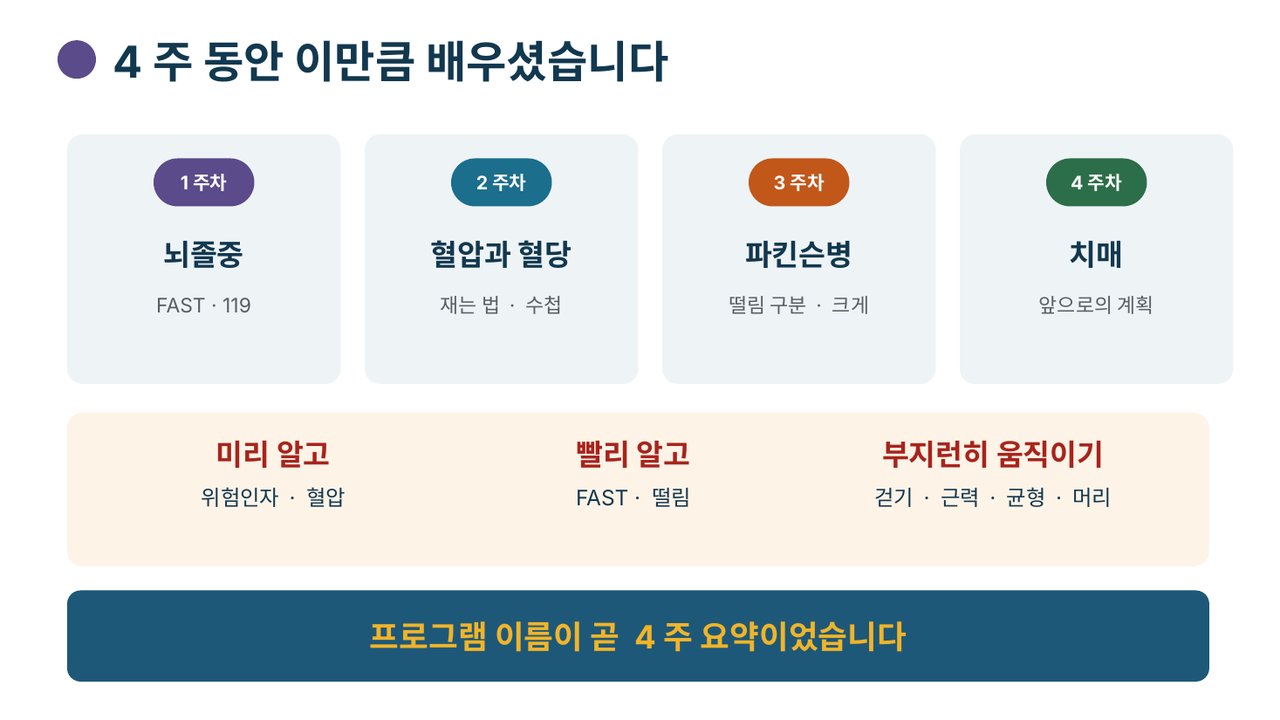 4 주 동안 이만큼 배우셨습니다
1 주차
2 주차
3 주차
4 주차
뇌졸중
혈압과 혈당
파킨슨병
치매
FAST · 119
재는 법 · 수첩
떨림 구분 · 크게
앞으로의 계획
미리 알고
빨리 알고
부지런히 움직이기
위험인자 · 혈압
FAST · 떨림
걷기 · 근력 · 균형 · 머리
프로그램 이름이 곧 4 주 요약이었습니다